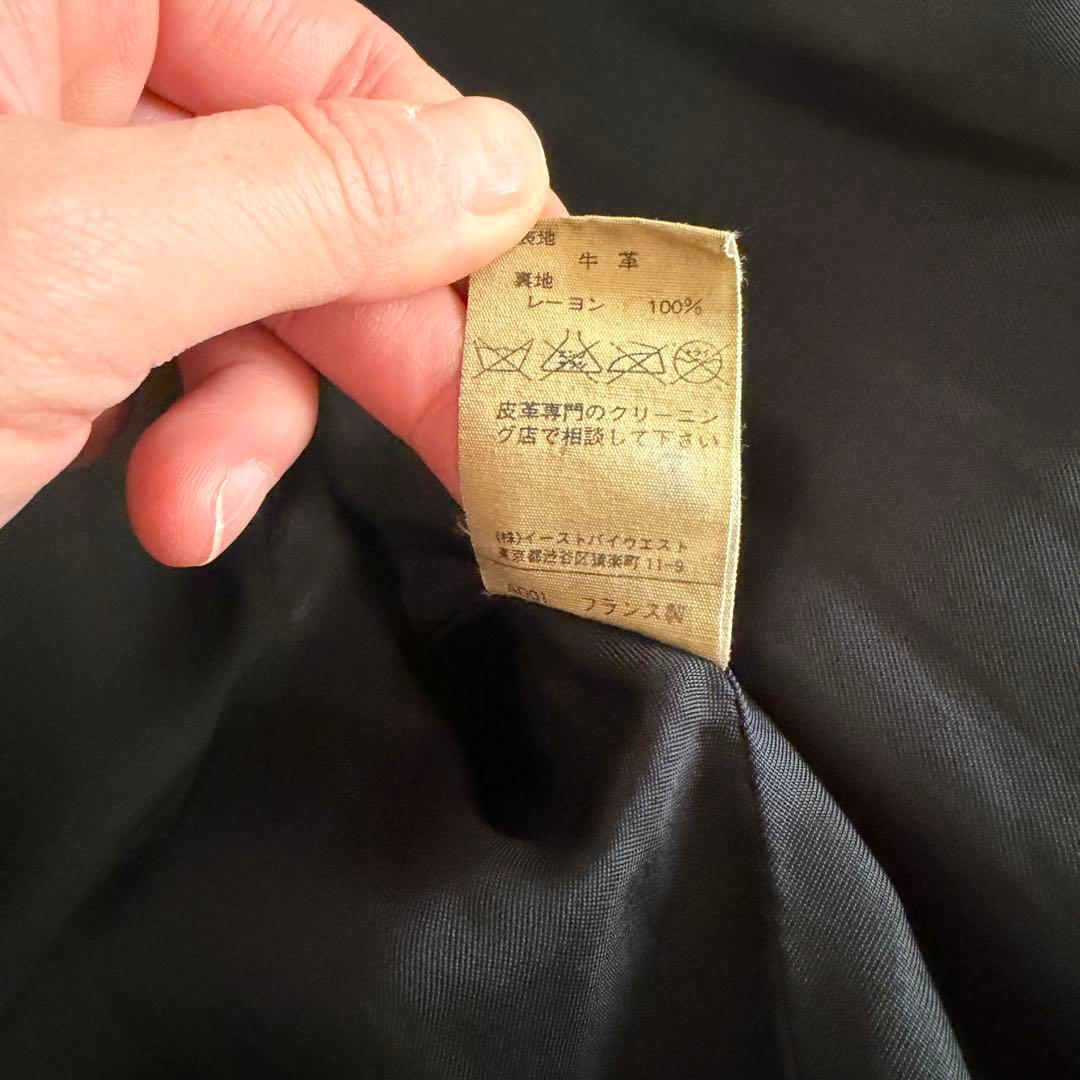 表地
牛 革
裏地
レーヨン 100%
皮革専門のクリーニン
グ店で相談して下さい
(株)イーストバイウエスト
東京都渋谷区猿楽町11-9
フランス製